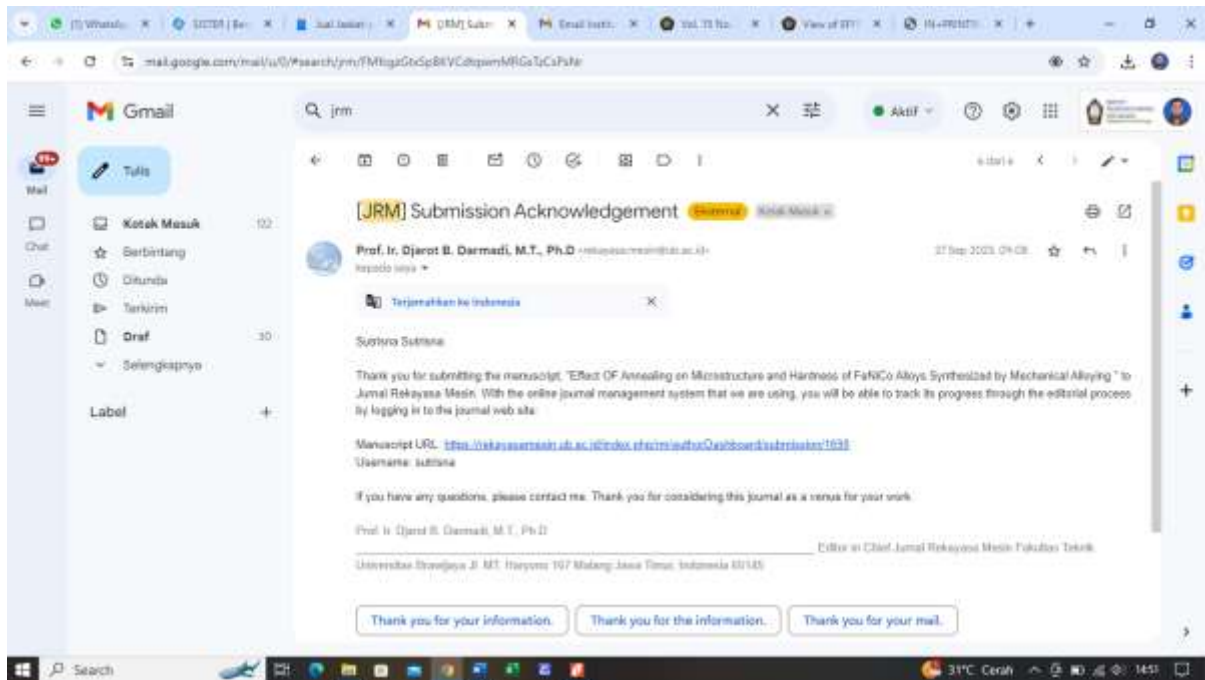 Gmail
jrm
Aktif
Mail
Chat
Meet
Tulis
Kotak Masuk 122
Berbintang
Ditunda
Terkirim
Draf 30
Selengkapnya
Label
[JRM] Submission Acknowledgement
Prof. Ir. Djarot B. Darmadi, M.T., Ph.D
kepada saya
Terjemahkan ke Indonesia
Sutrisna Sutrisna
Thank you for submitting the manuscript, "Effect OF Annealing on Microstructure and Hardness of FeNiCo Alloys Synthesized by Mechanical Alloying " to
Jurnal Rekayasa Mesin. With the online journal management system that we are using, you will be able to track its progress through the editorial process
by logging in to the journal web site:
Manuscript URL:
Username: sutrisna
If you have any questions, please contact me. Thank you for considering this journal as a venue for your work.
Prof. Ir. Djarot B. Darmadi, M.T., Ph.D
Editor in Chief Jurnal Rekayasa Mesin Fakultas Teknik
Universitas Brawijaya Jl. MT. Haryono 167 Malang Jawa Timur, Indonesia 65145
Thank you for your information.
Thank you for the information.
Thank you for your mail.
Search
31°C Cerah
14:51